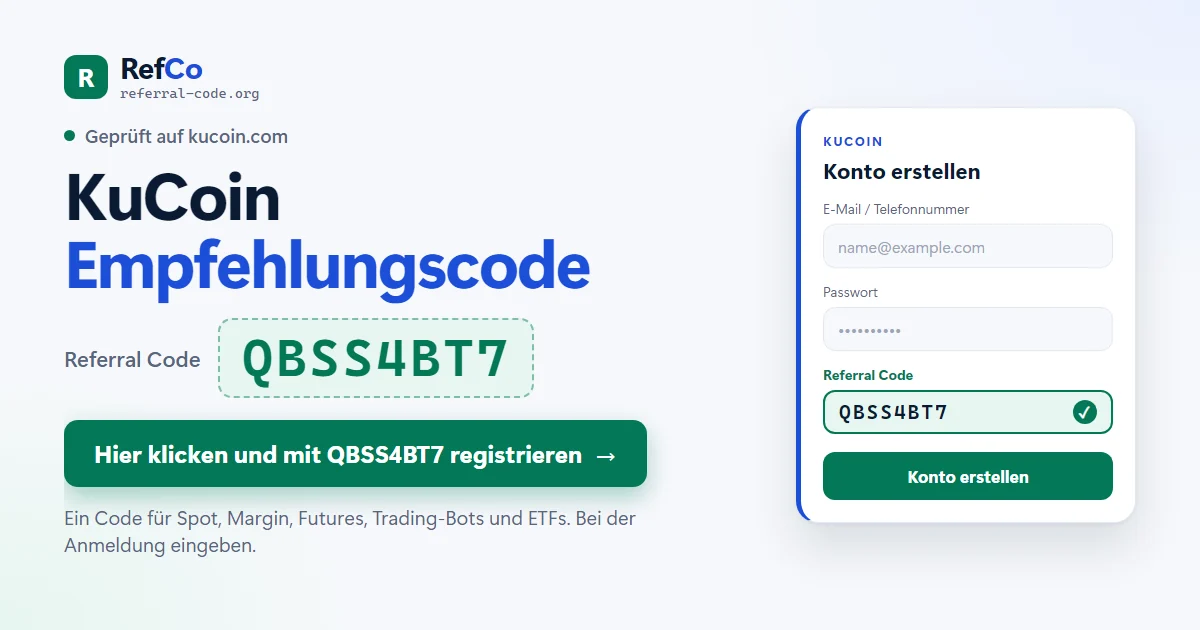 R
RefCo
referral-code.org
Geprüft auf kucoin.com
KuCoin
Empfehlungscode
Referral Code
QBSS4BT7
Hier klicken und mit QBSS4BT7 registrieren →
Ein Code für Spot, Margin, Futures, Trading-Bots und ETFs. Bei der
Anmeldung eingeben.
KUCOIN
Konto erstellen
E-Mail / Telefonnummer
name@example.com
Passwort
••••••••••
Referral Code
QBSS4BT7
Konto erstellen